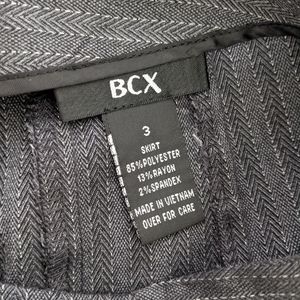 BCX
3
SKIRT
85%POLYESTER
13%RAYON
2%SPANDEX
MADE IN VIETNAM
OVER FOR CARE